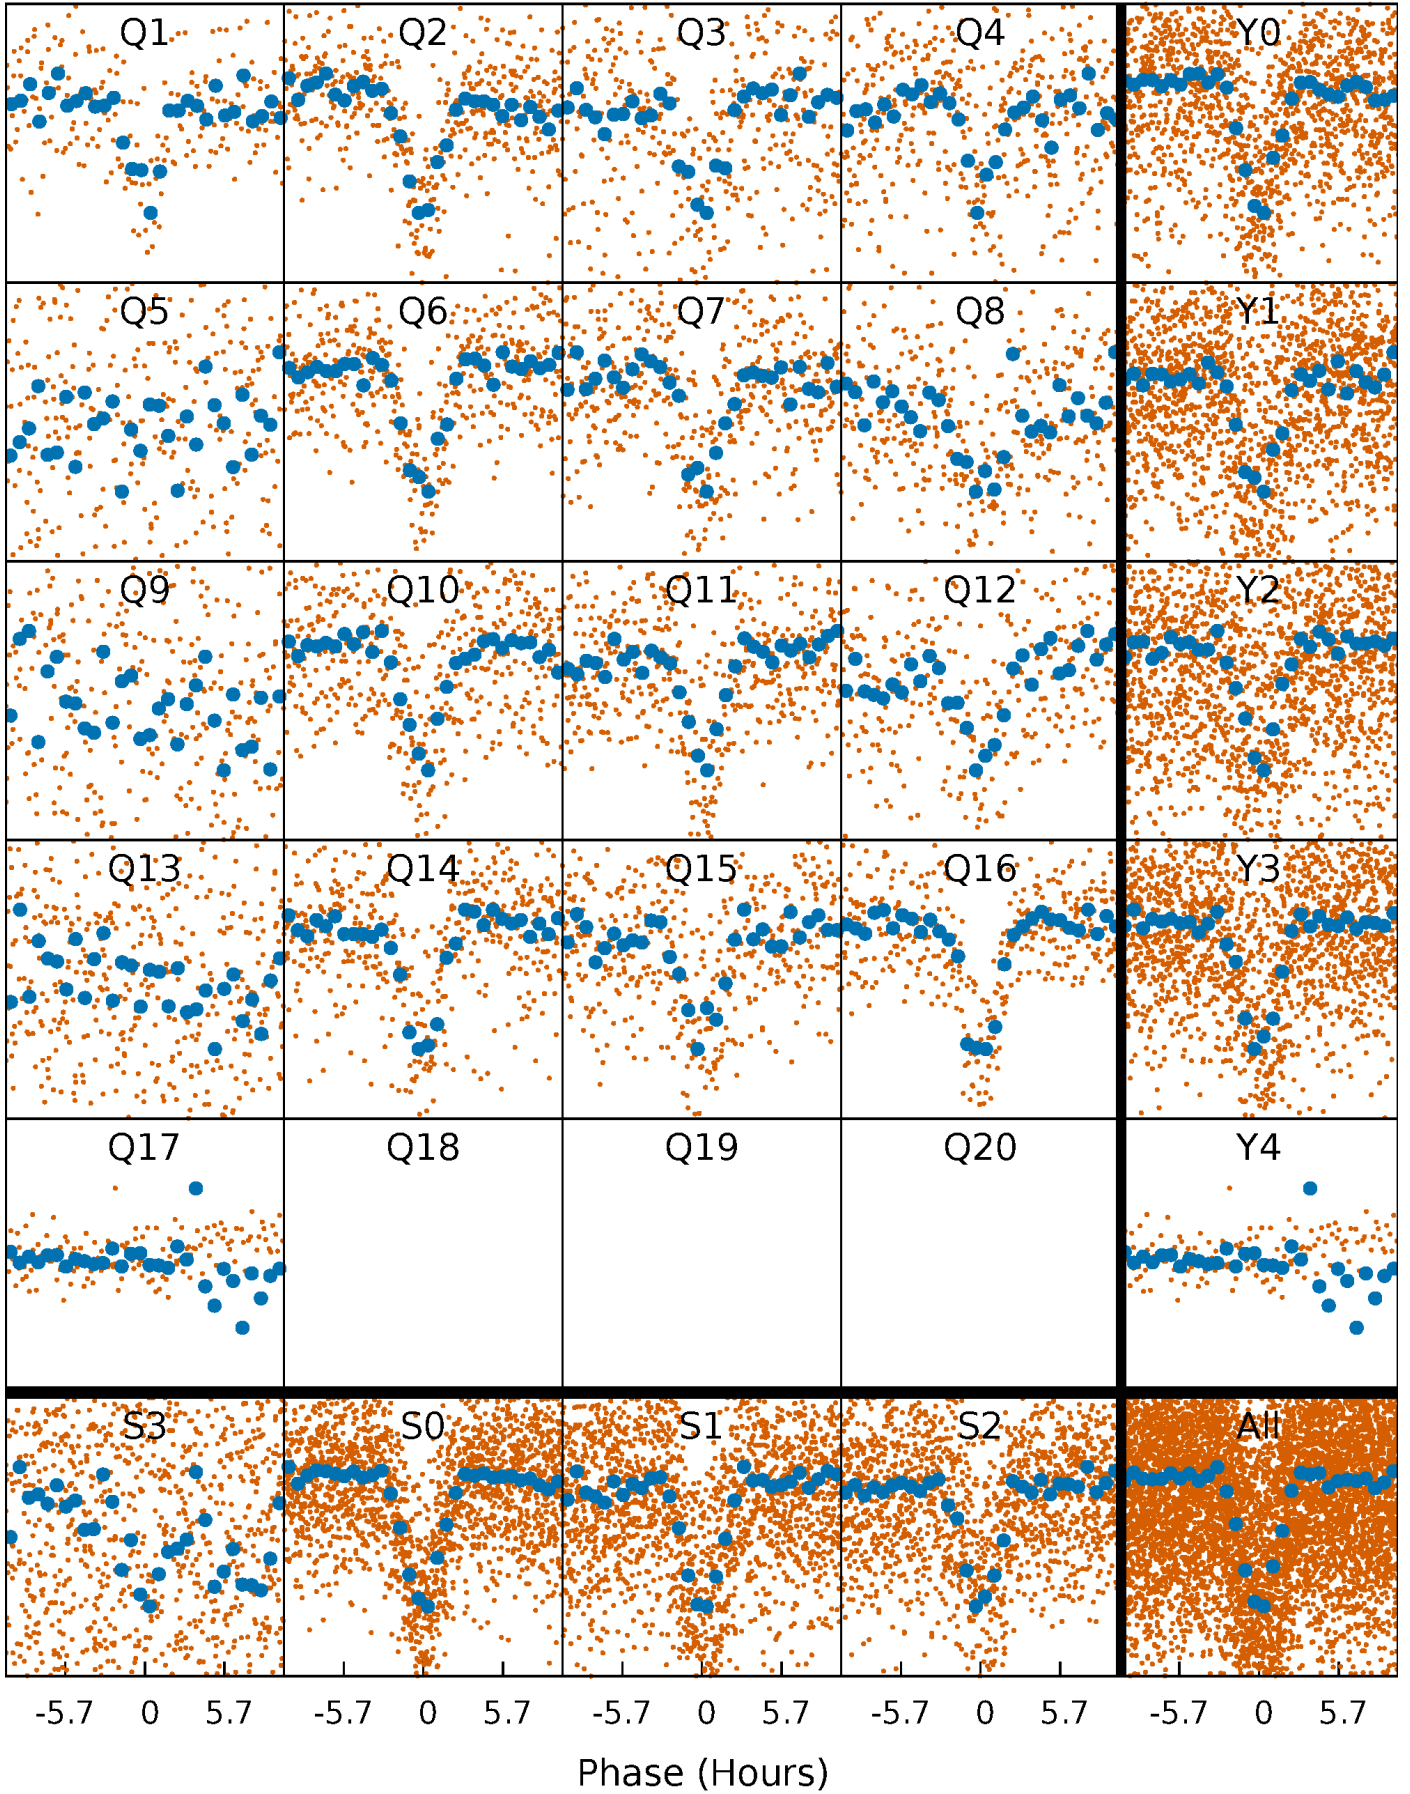 Q1 Q2 Q3 Q4 Y0
Q5 Q6 Q7 Q8 Y1
Q9 Q10 Q11 Q12 Y2
Q13 Q14 Q15 Q16 Y3
Q17 Q18 Q19 Q20 Y4
S3 S0 S1 S2 All
-5.7 0 5.7 -5.7 0 5.7 -5.7 0 5.7 -5.7 0 5.7 -5.7 0 5.7
Phase (Hours)